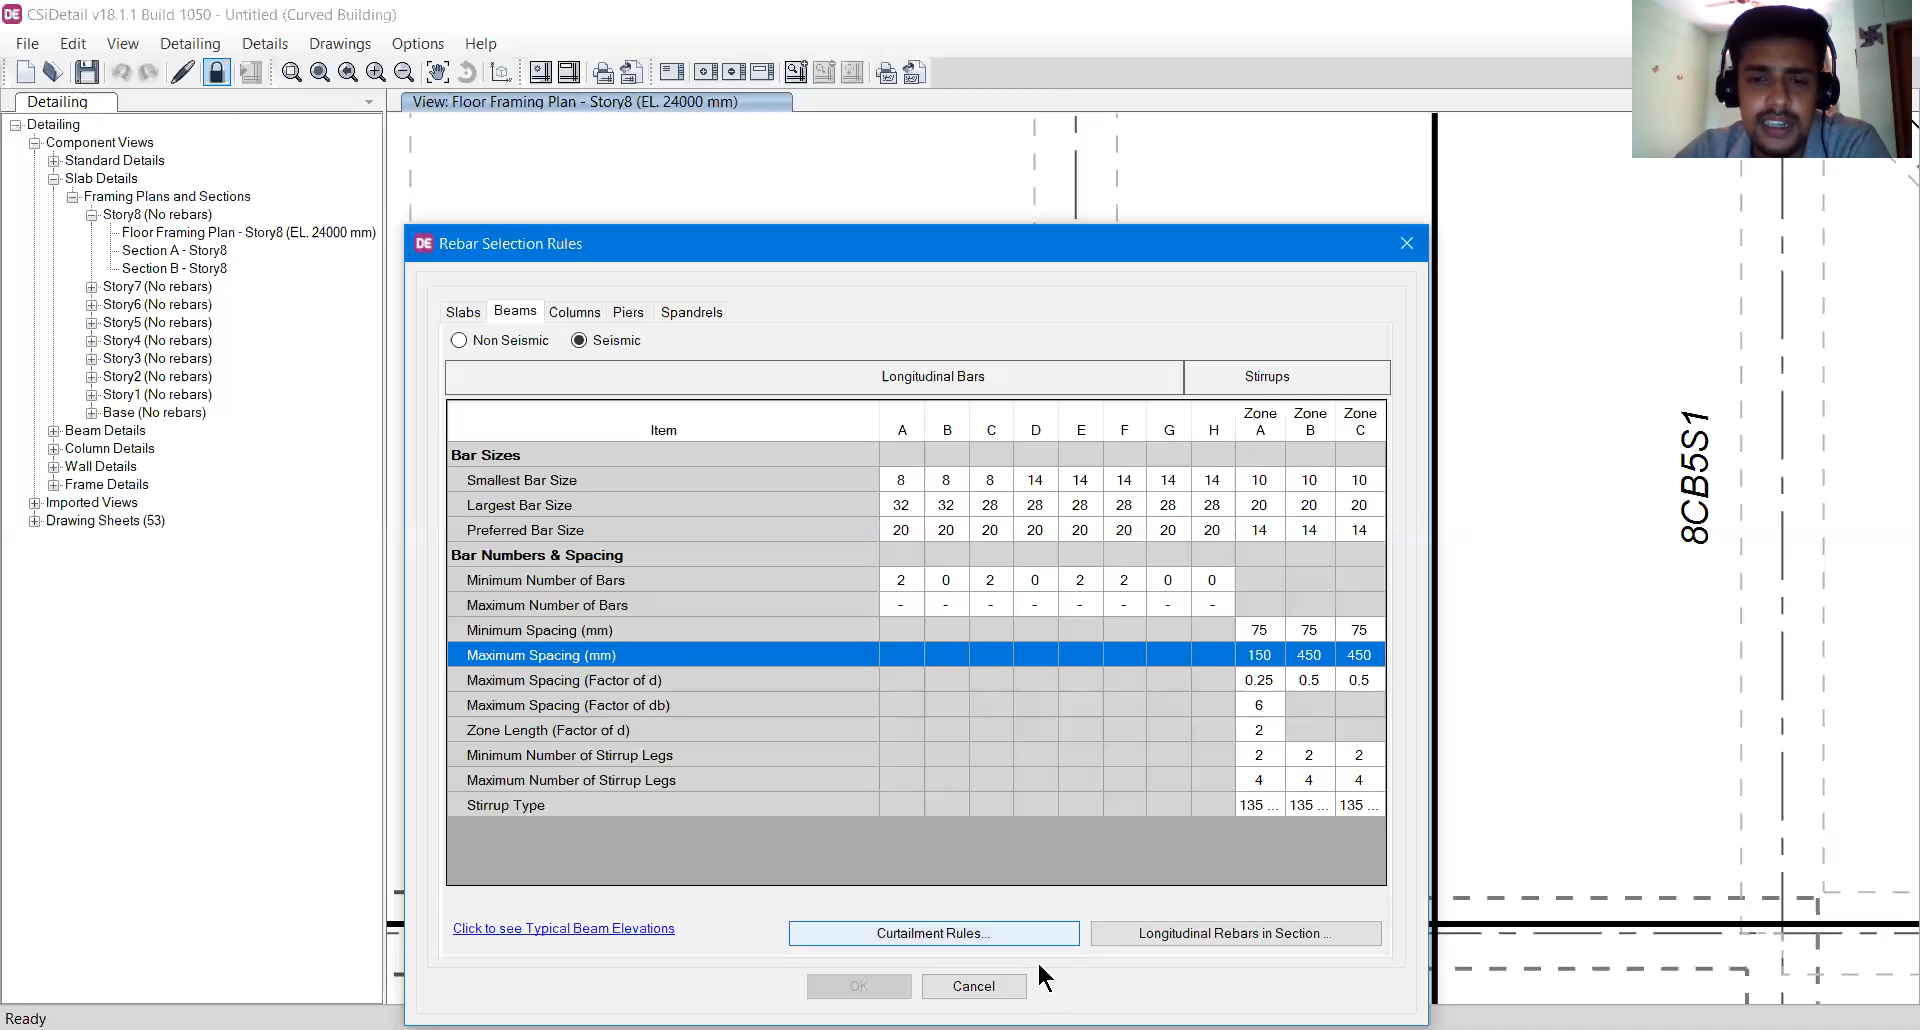 DE CSiDetail v18.1.1 Build 1050 - Untitled (Curved Building)
File Edit View Detailing Details Drawings Options Help
Detailing
View: Floor Framing Plan - Story8 (EL. 24000 mm)
Detailing
Component Views
Standard Details
Slab Details
Framing Plans and Sections
Story8 (No rebars)
Floor Framing Plan - Story8 (EL. 24000 mm)
Section A - Story8
Section B - Story8
Story7 (No rebars)
Story6 (No rebars)
Story5 (No rebars)
Story4 (No rebars)
Story3 (No rebars)
Story2 (No rebars)
Story1 (No rebars)
Base (No rebars)
Beam Details
Column Details
Wall Details
Frame Details
Imported Views
Drawing Sheets (53)
DE Rebar Selection Rules
Slabs Beams Columns Piers Spandrels
Non Seismic Seismic
Longitudinal Bars Stirrups
Item A B C D E F G H Zone A Zone B Zone C
Bar Sizes
Smallest Bar Size 8 8 8 14 14 14 14 14 10 10 10
Largest Bar Size 32 32 28 28 28 28 28 28 20 20 20
Preferred Bar Size 20 20 20 20 20 20 20 20 14 14 14
Bar Numbers & Spacing
Minimum Number of Bars 2 0 2 0 2 2 0 0
Maximum Number of Bars - - - - - - - -
Minimum Spacing (mm) 75 75 75
Maximum Spacing (mm) 150 450 450
Maximum Spacing (Factor of d) 0.25 0.5 0.5
Maximum Spacing (Factor of db) 6
Zone Length (Factor of d) 2
Minimum Number of Stirrup Legs 2 2 2
Maximum Number of Stirrup Legs 4 4 4
Stirrup Type 135 ... 135 ... 135 ...
Click to see Typical Beam Elevations
Curtailment Rules...
Longitudinal Rebars in Section ...
OK
Cancel
8CB5S1
Ready